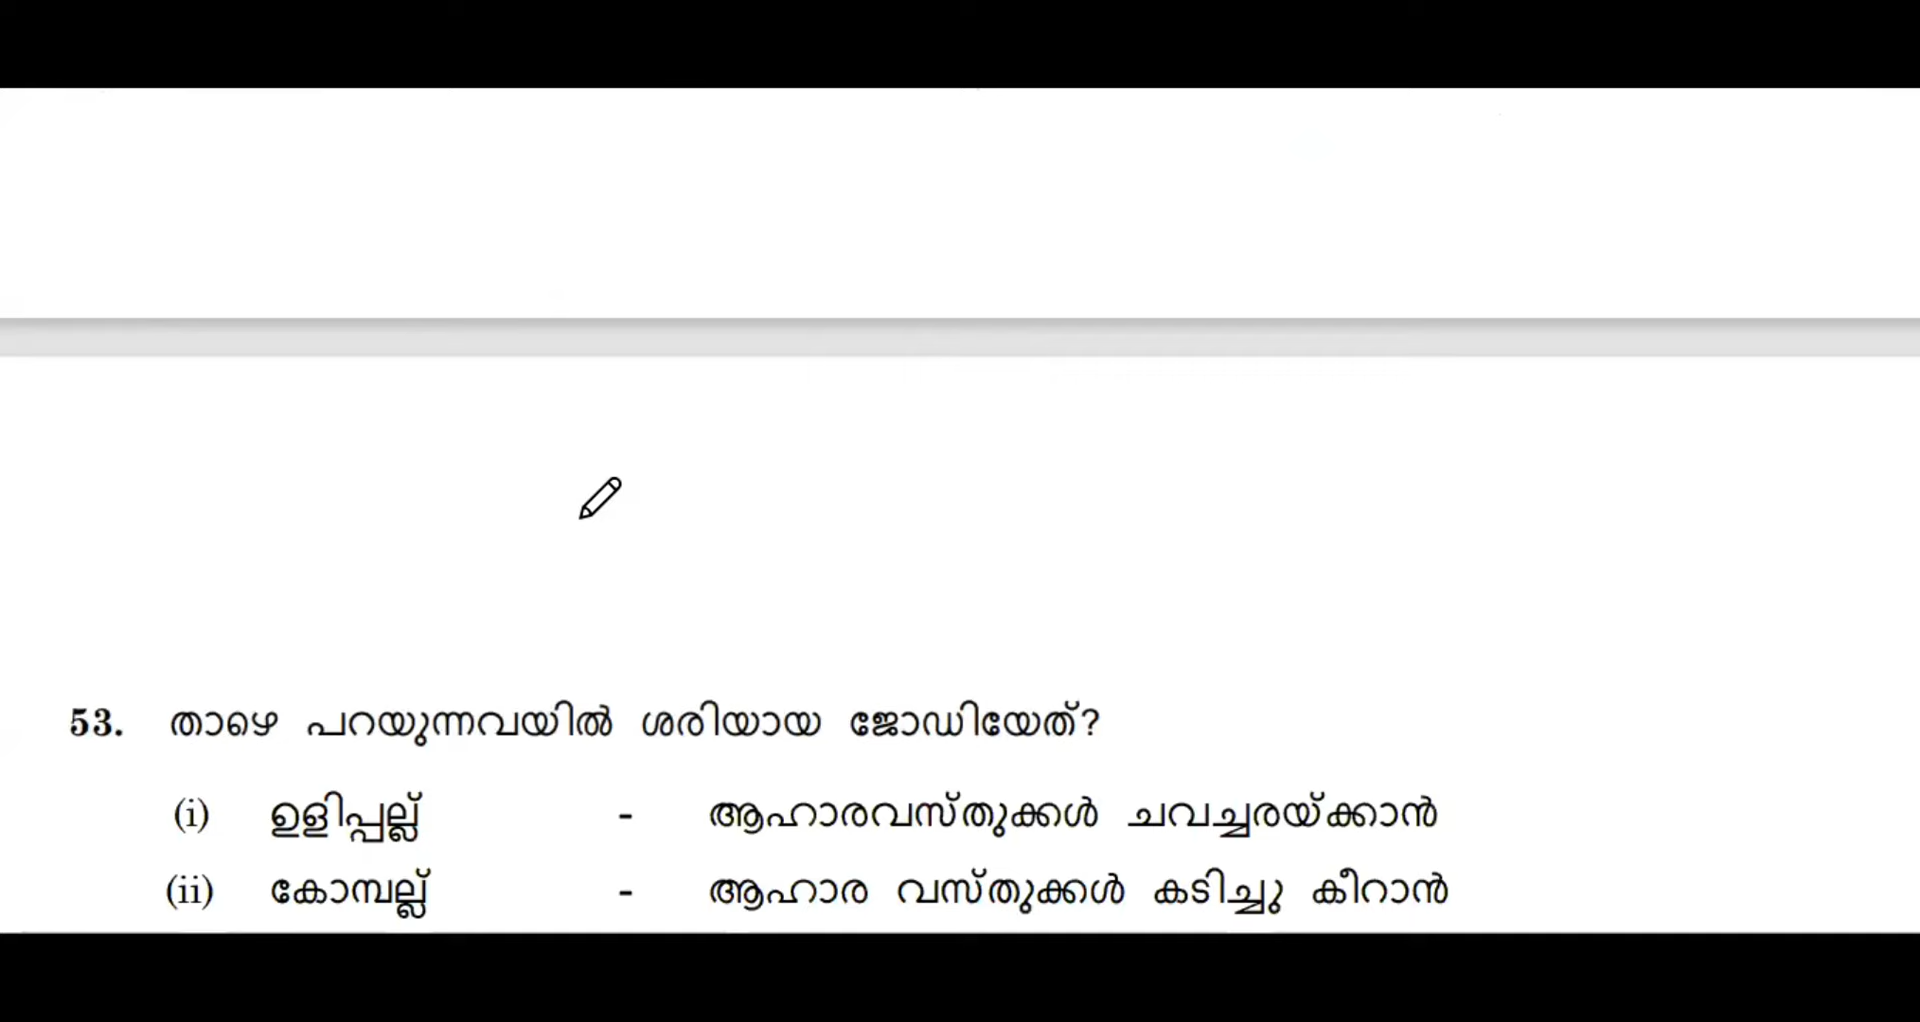 53. താഴെ പറയുന്നവയിൽ ശരിയായ ജോഡിയേത്?
(i) ഉളിപ്പല്ല് - ആഹാരവസ്തുക്കൾ ചവച്ചരയ്ക്കാൻ
(ii) കോമ്പല്ല് - ആഹാര വസ്തുക്കൾ കടിച്ചു കീറാൻ